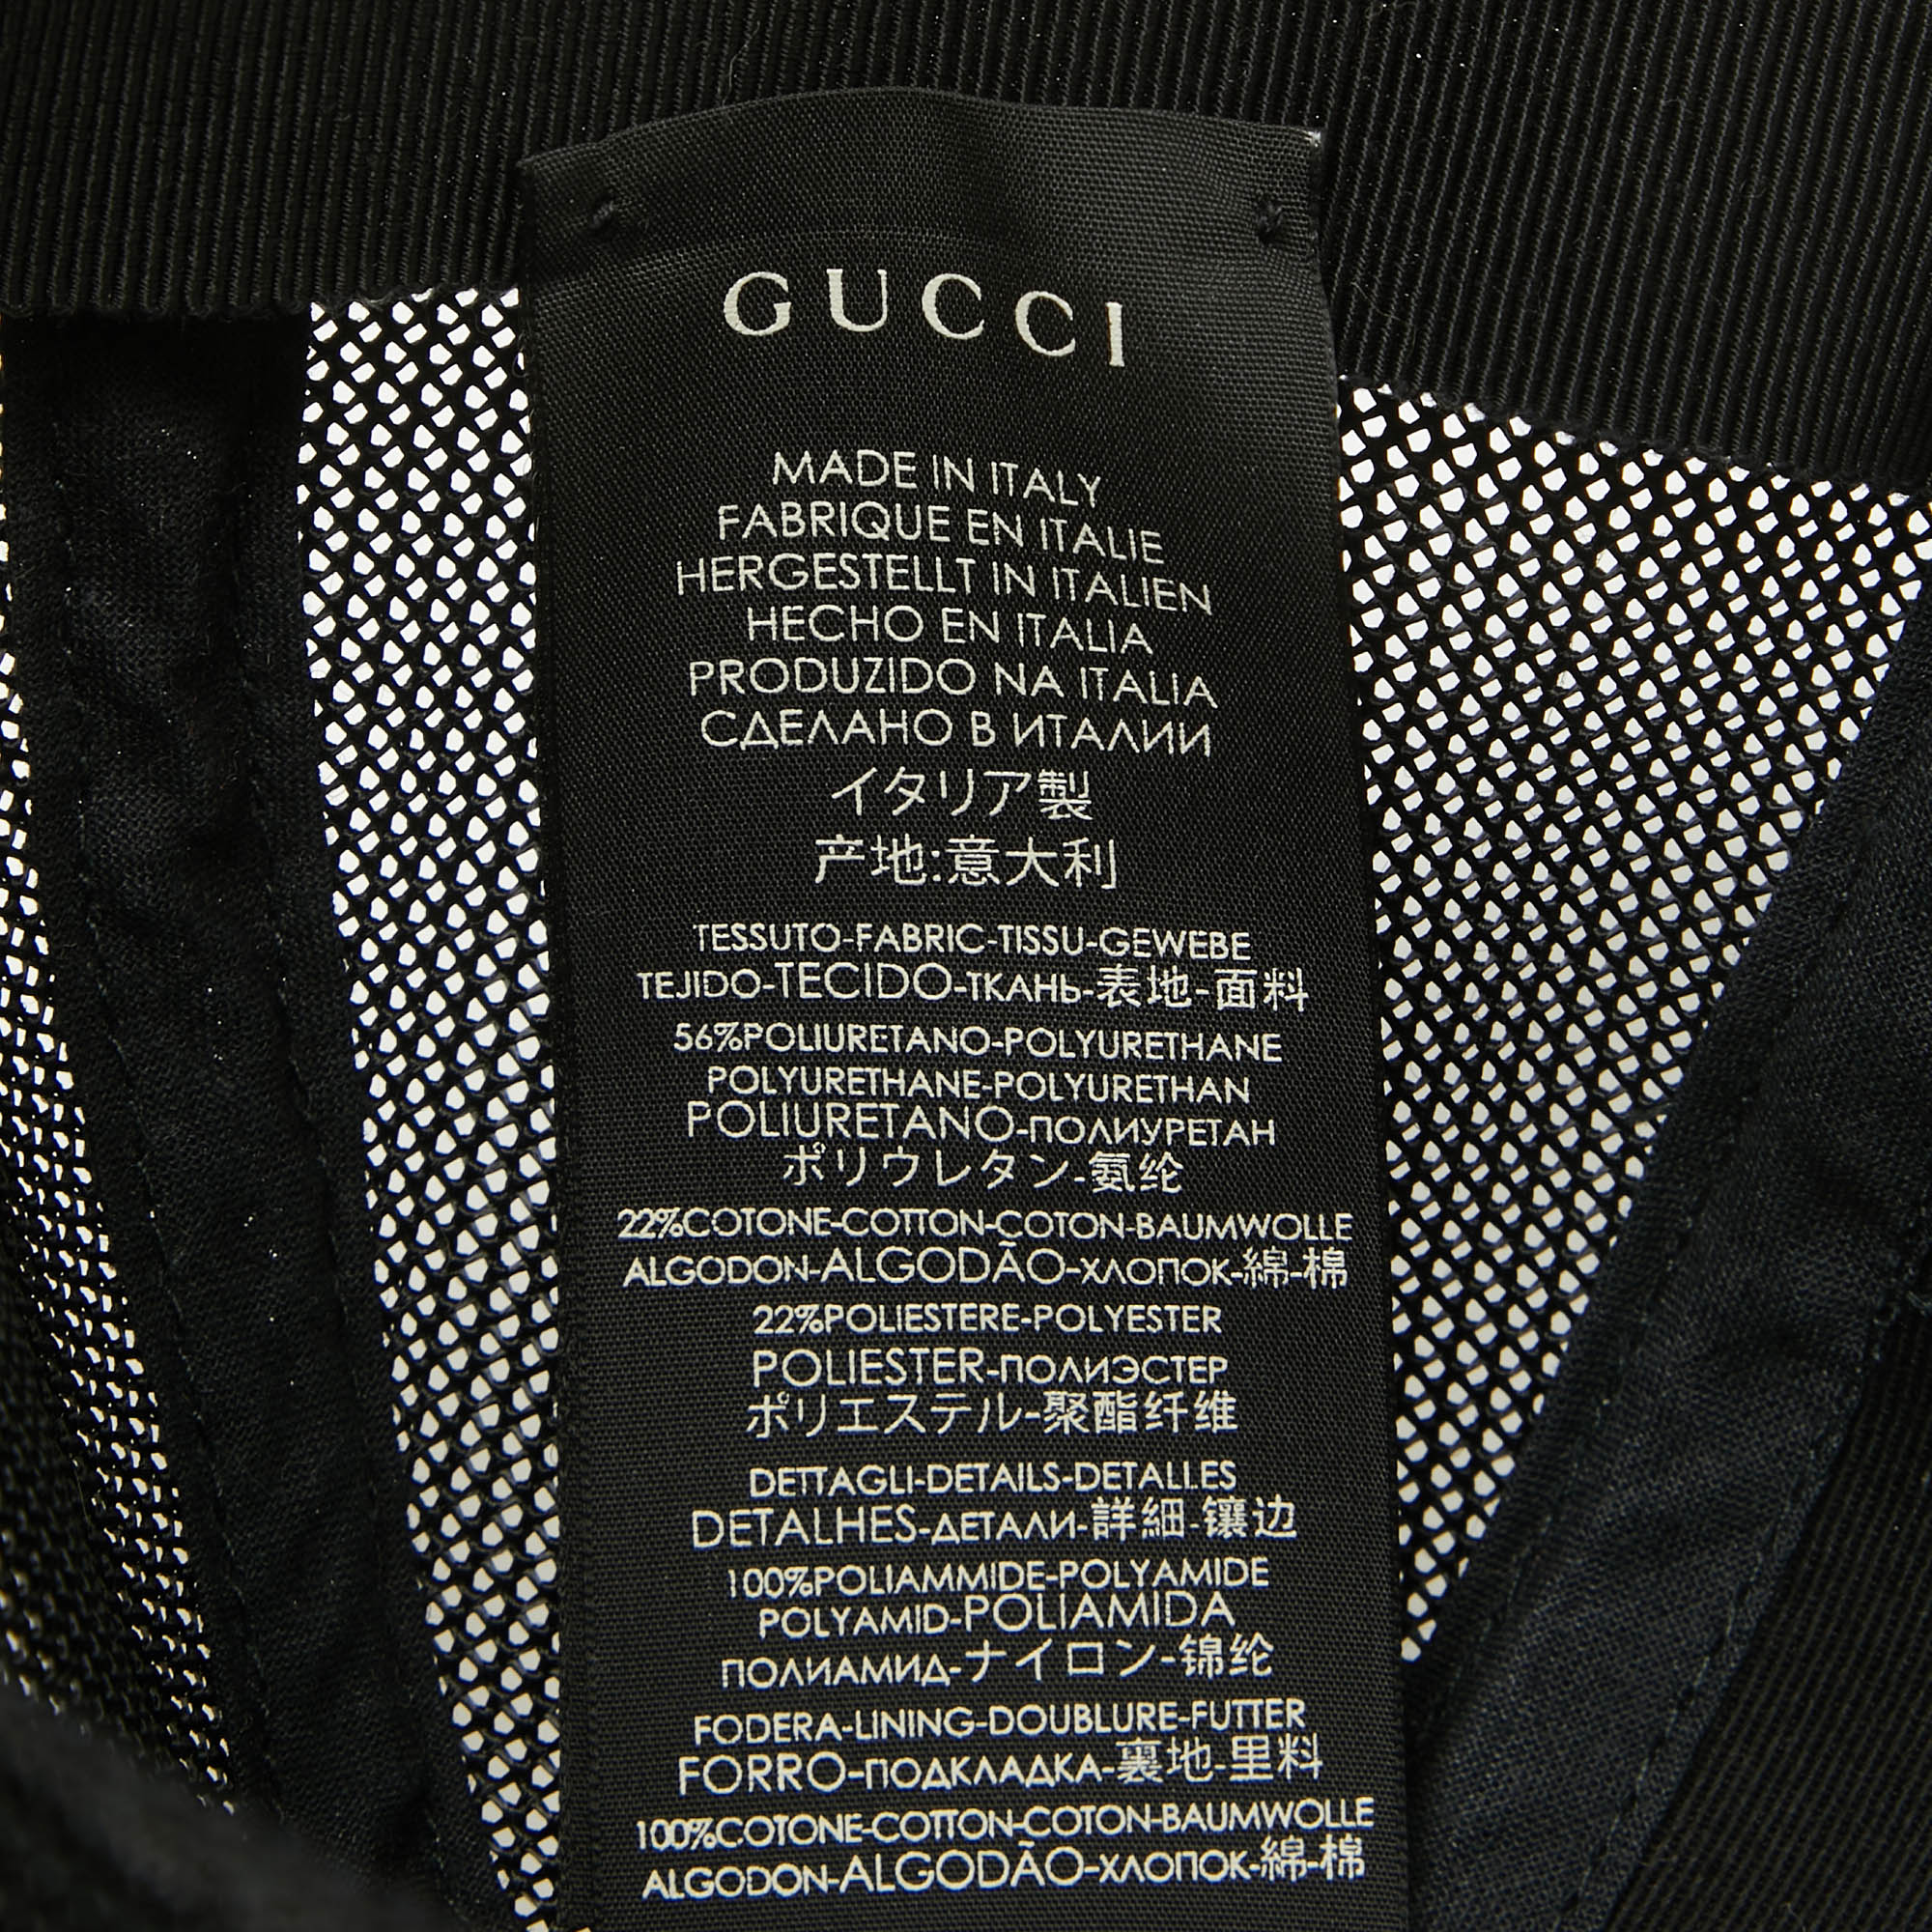 GUCCI
MADE IN ITALY
FABRIQUE EN ITALIE
HERGESTELLT IN ITALIEN
HECHO EN ITALIA
PRODUZIDO NA ITALIA
СДЕЛАНО В ИТАЛИИ
イタリア製
产地:意大利
TESSUTO-FABRIC-TISSU-GEWEBE
TEJIDO-TECIDO-ТКАНЬ-表地-面料
56%POLIURETANO-POLYURETHANE
POLYURETHANE-POLYURETHAN
POLIURETANO-ПОЛИУРЕТАН
ポリウレタン-氨纶
22%COTONE-COTTON-COTON-BAUMWOLLE
ALGODON-ALGODÃO-ХЛОПОК-綿-棉
22%POLIESTERE-POLYESTER
POLIESTER-ПОЛИЭСТЕР
ポリエステル-聚酯纤维
DETTAGLI-DETAILS-DETALLES
DETALHES-ДЕТАЛИ-詳細-镶边
100%POLIAMMIDE-POLYAMIDE
POLYAMID-POLIAMIDA
ПОЛИАМИД-ナイロン-锦纶
FODERA-LINING-DOUBLURE-FUTTER
FORRO-ПОДКЛАДКА-裏地-里料
100%COTONE-COTTON-COTON-BAUMWOLLE
ALGODON-ALGODÃO-ХЛОПОК-綿-棉